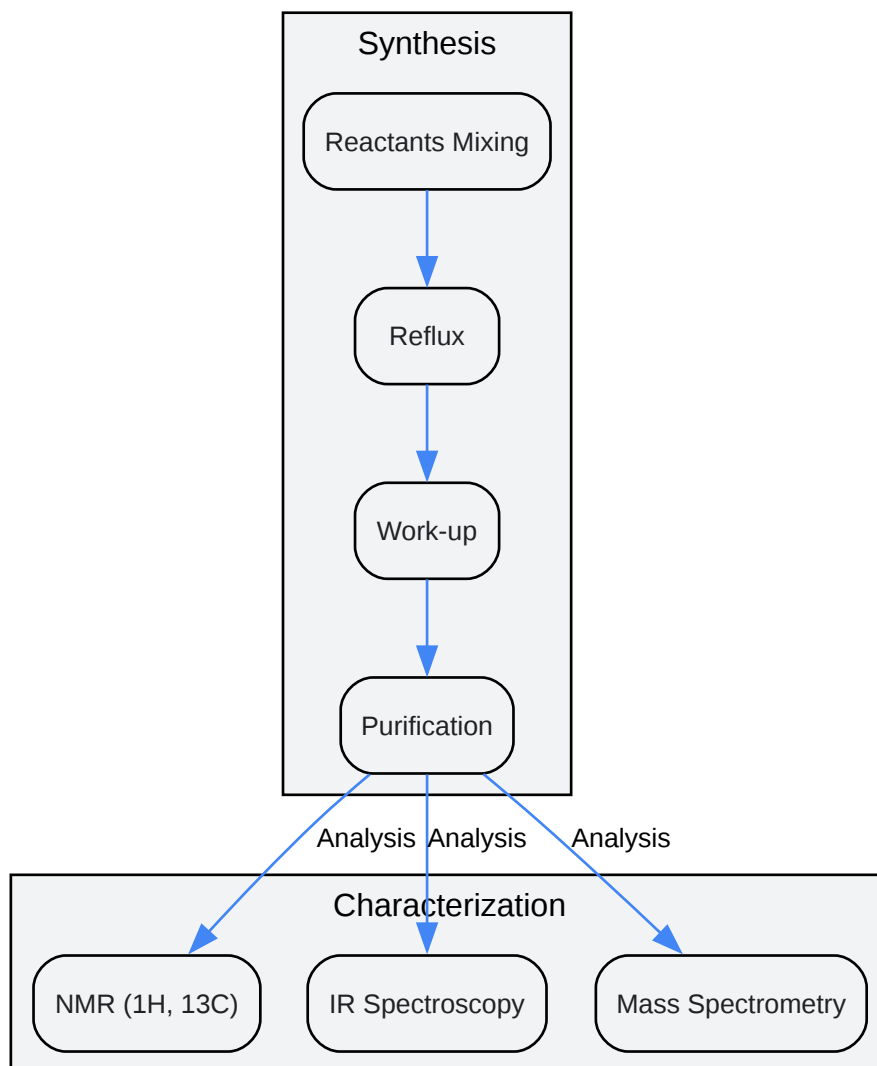 Synthesis
Reactants Mixing
Reflux
Work-up
Purification
Analysis
Analysis
Analysis
Characterization
NMR (1H, 13C)
IR Spectroscopy
Mass Spectrometry